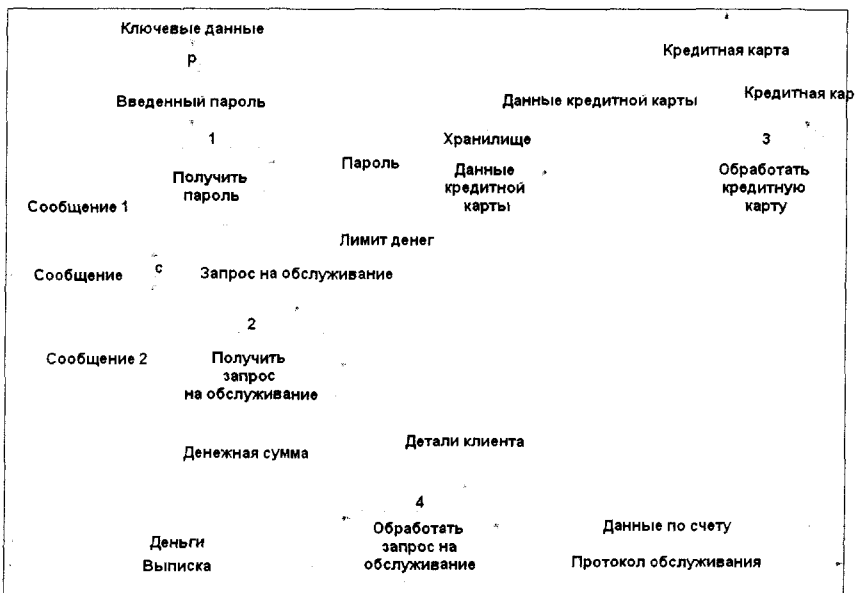 Ключевые данные
р
Кредитная карта
Введенный пароль
Данные кредитной карты
Кредитная кар
1
Хранилище
3
Получить
пароль
Пароль
Данные
кредитной
карты
Обработать
кредитную
карту
Сообщение 1
Лимит денег
Сообщение
с
Запрос на обслуживание
2
Сообщение 2
Получить
запрос
на обслуживание
Денежная сумма
Детали клиента
4
Обработать
запрос на
обслуживание
Данные по счету
Деньги
Выписка
Протокол обслуживания